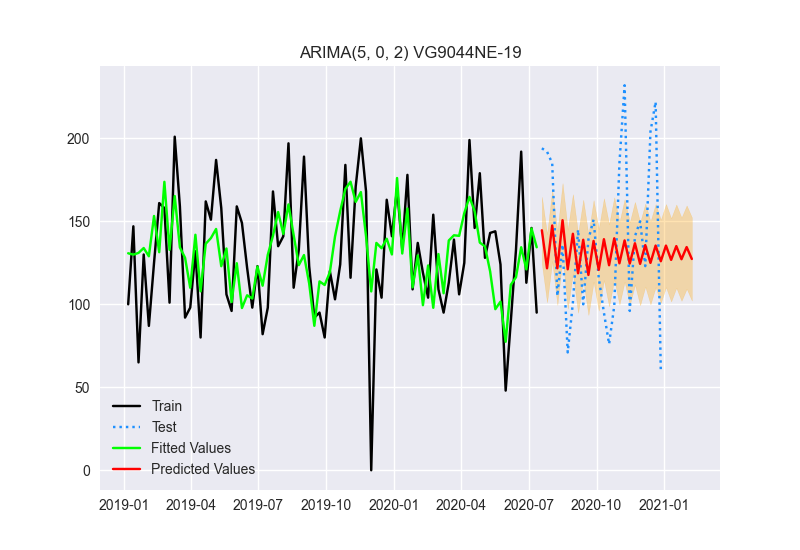 ARIMA(5, 0, 2) VG9044NE-19
200
150
100
50
0
Train
Test
Fitted Values
Predicted Values
2019-01 2019-04 2019-07 2019-10 2020-01 2020-04 2020-07 2020-10 2021-01